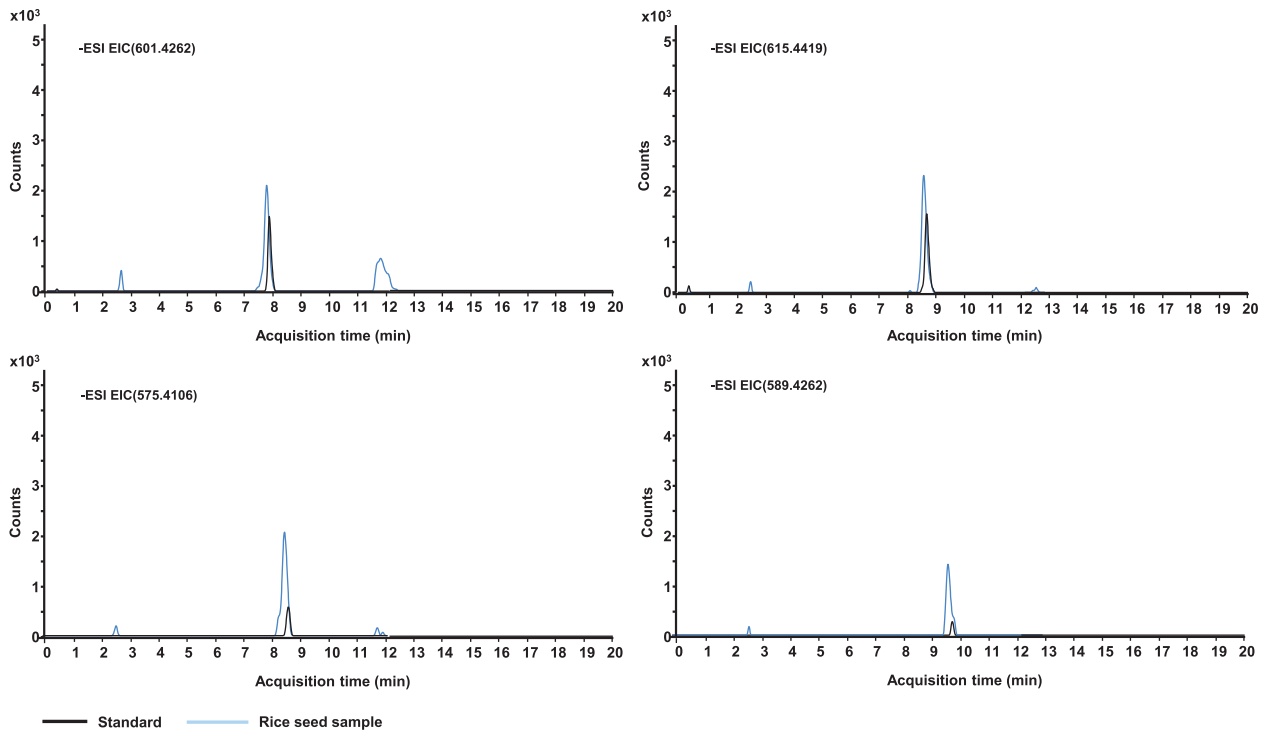 x10³
-ESI EIC(601.4262)
5
4
3
2
1
0
Counts
0 1 2 3 4 5 6 7 8 9 10 11 12 13 14 15 16 17 18 19 20
Acquisition time (min)
x10³
-ESI EIC(615.4419)
5
4
3
2
1
0
Counts
0 1 2 3 4 5 6 7 8 9 10 11 12 13 14 15 16 17 18 19 20
Acquisition time (min)
x10³
-ESI EIC(575.4106)
5
4
3
2
1
0
Counts
0 1 2 3 4 5 6 7 8 9 10 11 12 13 14 15 16 17 18 19 20
Acquisition time (min)
x10³
-ESI EIC(589.4262)
5
4
3
2
1
0
Counts
0 1 2 3 4 5 6 7 8 9 10 11 12 13 14 15 16 17 18 19 20
Acquisition time (min)
Standard Rice seed sample